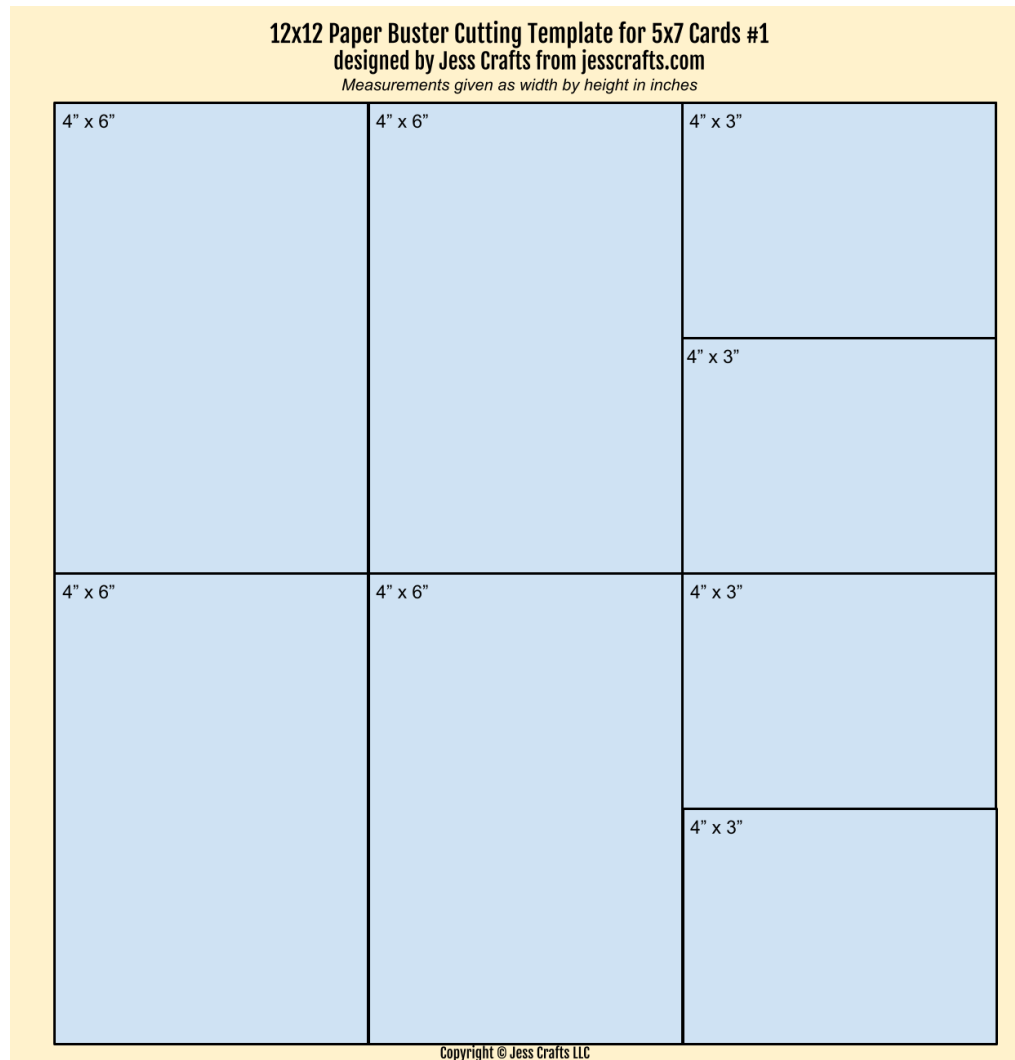 12x12 Paper Buster Cutting Template for 5x7 Cards #1
designed by Jess Crafts from jesscrafts.com
Measurements given as width by height in inches
4” x 6”
4” x 6”
4” x 3”
4” x 3”
4” x 6”
4” x 6”
4” x 3”
4” x 3”
Copyright © Jess Crafts LLC